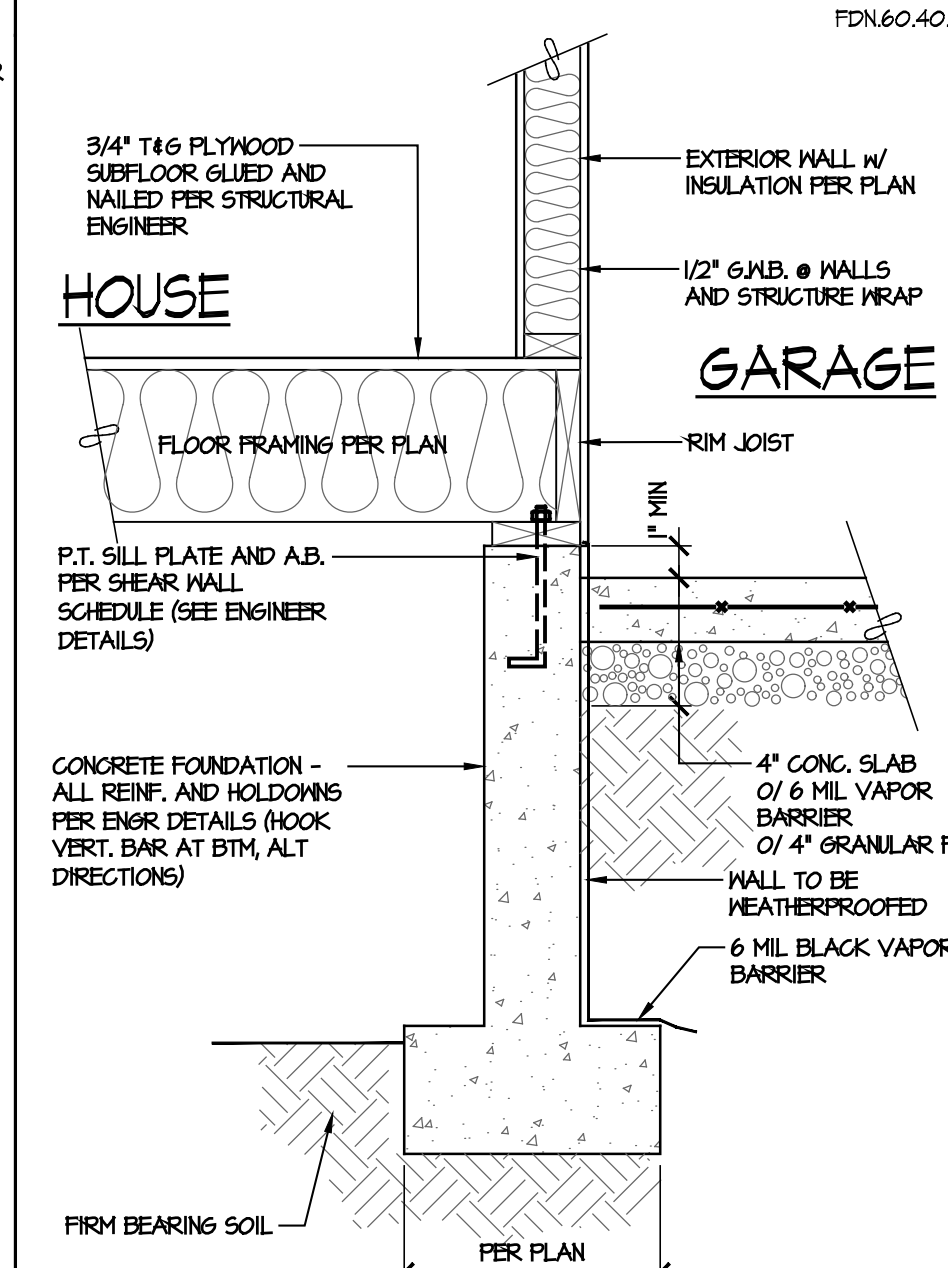 FDN.60.40.
R
3/4" T&G PLYWOOD
SUBFLOOR GLUED AND
NAILED PER STRUCTURAL
ENGINEER
EXTERIOR WALL W/
INSULATION PER PLAN
HOUSE
1/2" G.W.B. @ WALLS
AND STRUCTURE WRAP
GARAGE
FLOOR FRAMING PER PLAN
RIM JOIST
1" MIN
P.T. SILL PLATE AND A.B.
PER SHEAR WALL
SCHEDULE (SEE ENGINEER
DETAILS)
CONCRETE FOUNDATION -
ALL REINF. AND HOLDOWNS
PER ENGR DETAILS (HOOK
VERT. BAR AT BTM, ALT
DIRECTIONS)
4" CONC. SLAB
O/ 6 MIL VAPOR
BARRIER
O/ 4" GRANULAR F
WALL TO BE
WEATHERPROOFED
6 MIL BLACK VAPOR
BARRIER
FIRM BEARING SOIL
PER PLAN